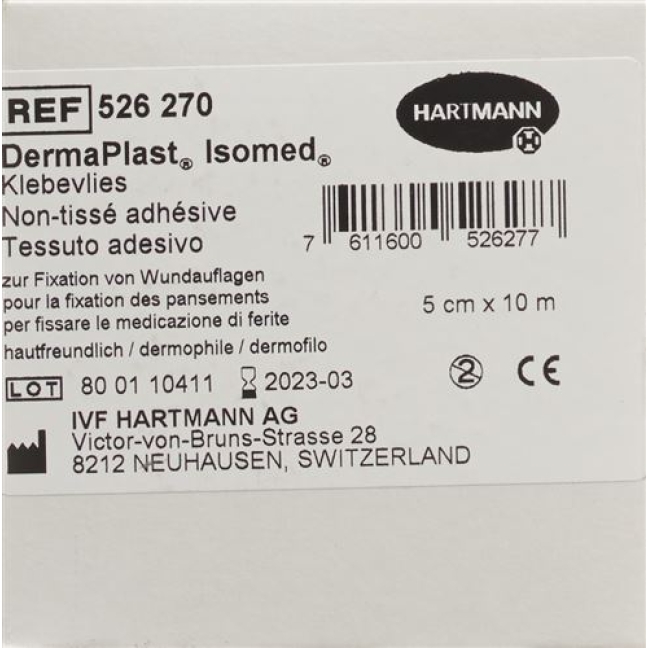 REF 526 270
HARTMANN
DermaPlast® Isomed®
Klebevlies
Non-tissé adhésive
Tessuto adesivo
7 611600 526277
zur Fixation von Wundauflagen
pour la fixation des pansements
per fissare le medicazione di ferite
5 cm x 10 m
hautfreundlich / dermophile / dermofilo
LOT 80 01 10411 2023-03
2 CE
IVF HARTMANN AG
Victor-von-Bruns-Strasse 28
8212 NEUHAUSEN, SWITZERLAND